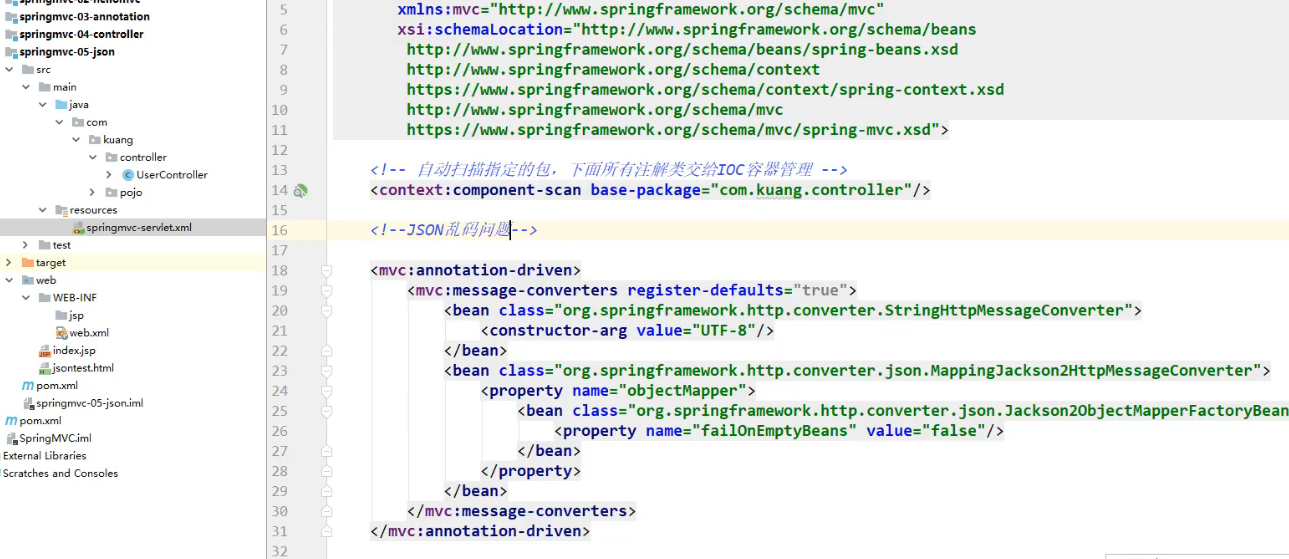 springmvc-03-annotation
springmvc-04-controller
springmvc-05-json
src
main
java
com
kuang
controller
UserController
pojo
resources
springmvc-servlet.xml
test
target
web
WEB-INF
jsp
web.xml
index.jsp
jsontest.html
pom.xml
springmvc-05-json.iml
pom.xml
SpringMVC.iml
External Libraries
Scratches and Consoles
5 xmlns:mvc="http://www.springframework.org/schema/mvc"
6 xsi:schemaLocation="http://www.springframework.org/schema/beans
7 http://www.springframework.org/schema/beans/spring-beans.xsd
8 http://www.springframework.org/schema/context
9 https://www.springframework.org/schema/context/spring-context.xsd
10 http://www.springframework.org/schema/mvc
11 https://www.springframework.org/schema/mvc/spring-mvc.xsd">
12
13 <!-- 自动扫描指定的包，下面所有注解类交给IOC容器管理 -->
14 <context:component-scan base-package="com.kuang.controller"/>
15
16 <!--JSON乱码问题-->
17
18 <mvc:annotation-driven>
19 <mvc:message-converters register-defaults="true">
20 <bean class="org.springframework.http.converter.StringHttpMessageConverter">
21 <constructor-arg value="UTF-8"/>
22 </bean>
23 <bean class="org.springframework.http.converter.json.MappingJackson2HttpMessageConverter">
24 <property name="objectMapper">
25 <bean class="org.springframework.http.converter.json.Jackson2ObjectMapperFactoryBean
26 <property name="failOnEmptyBeans" value="false"/>
27 </bean>
28 </property>
29 </bean>
30 </mvc:message-converters>
31 </mvc:annotation-driven>
32